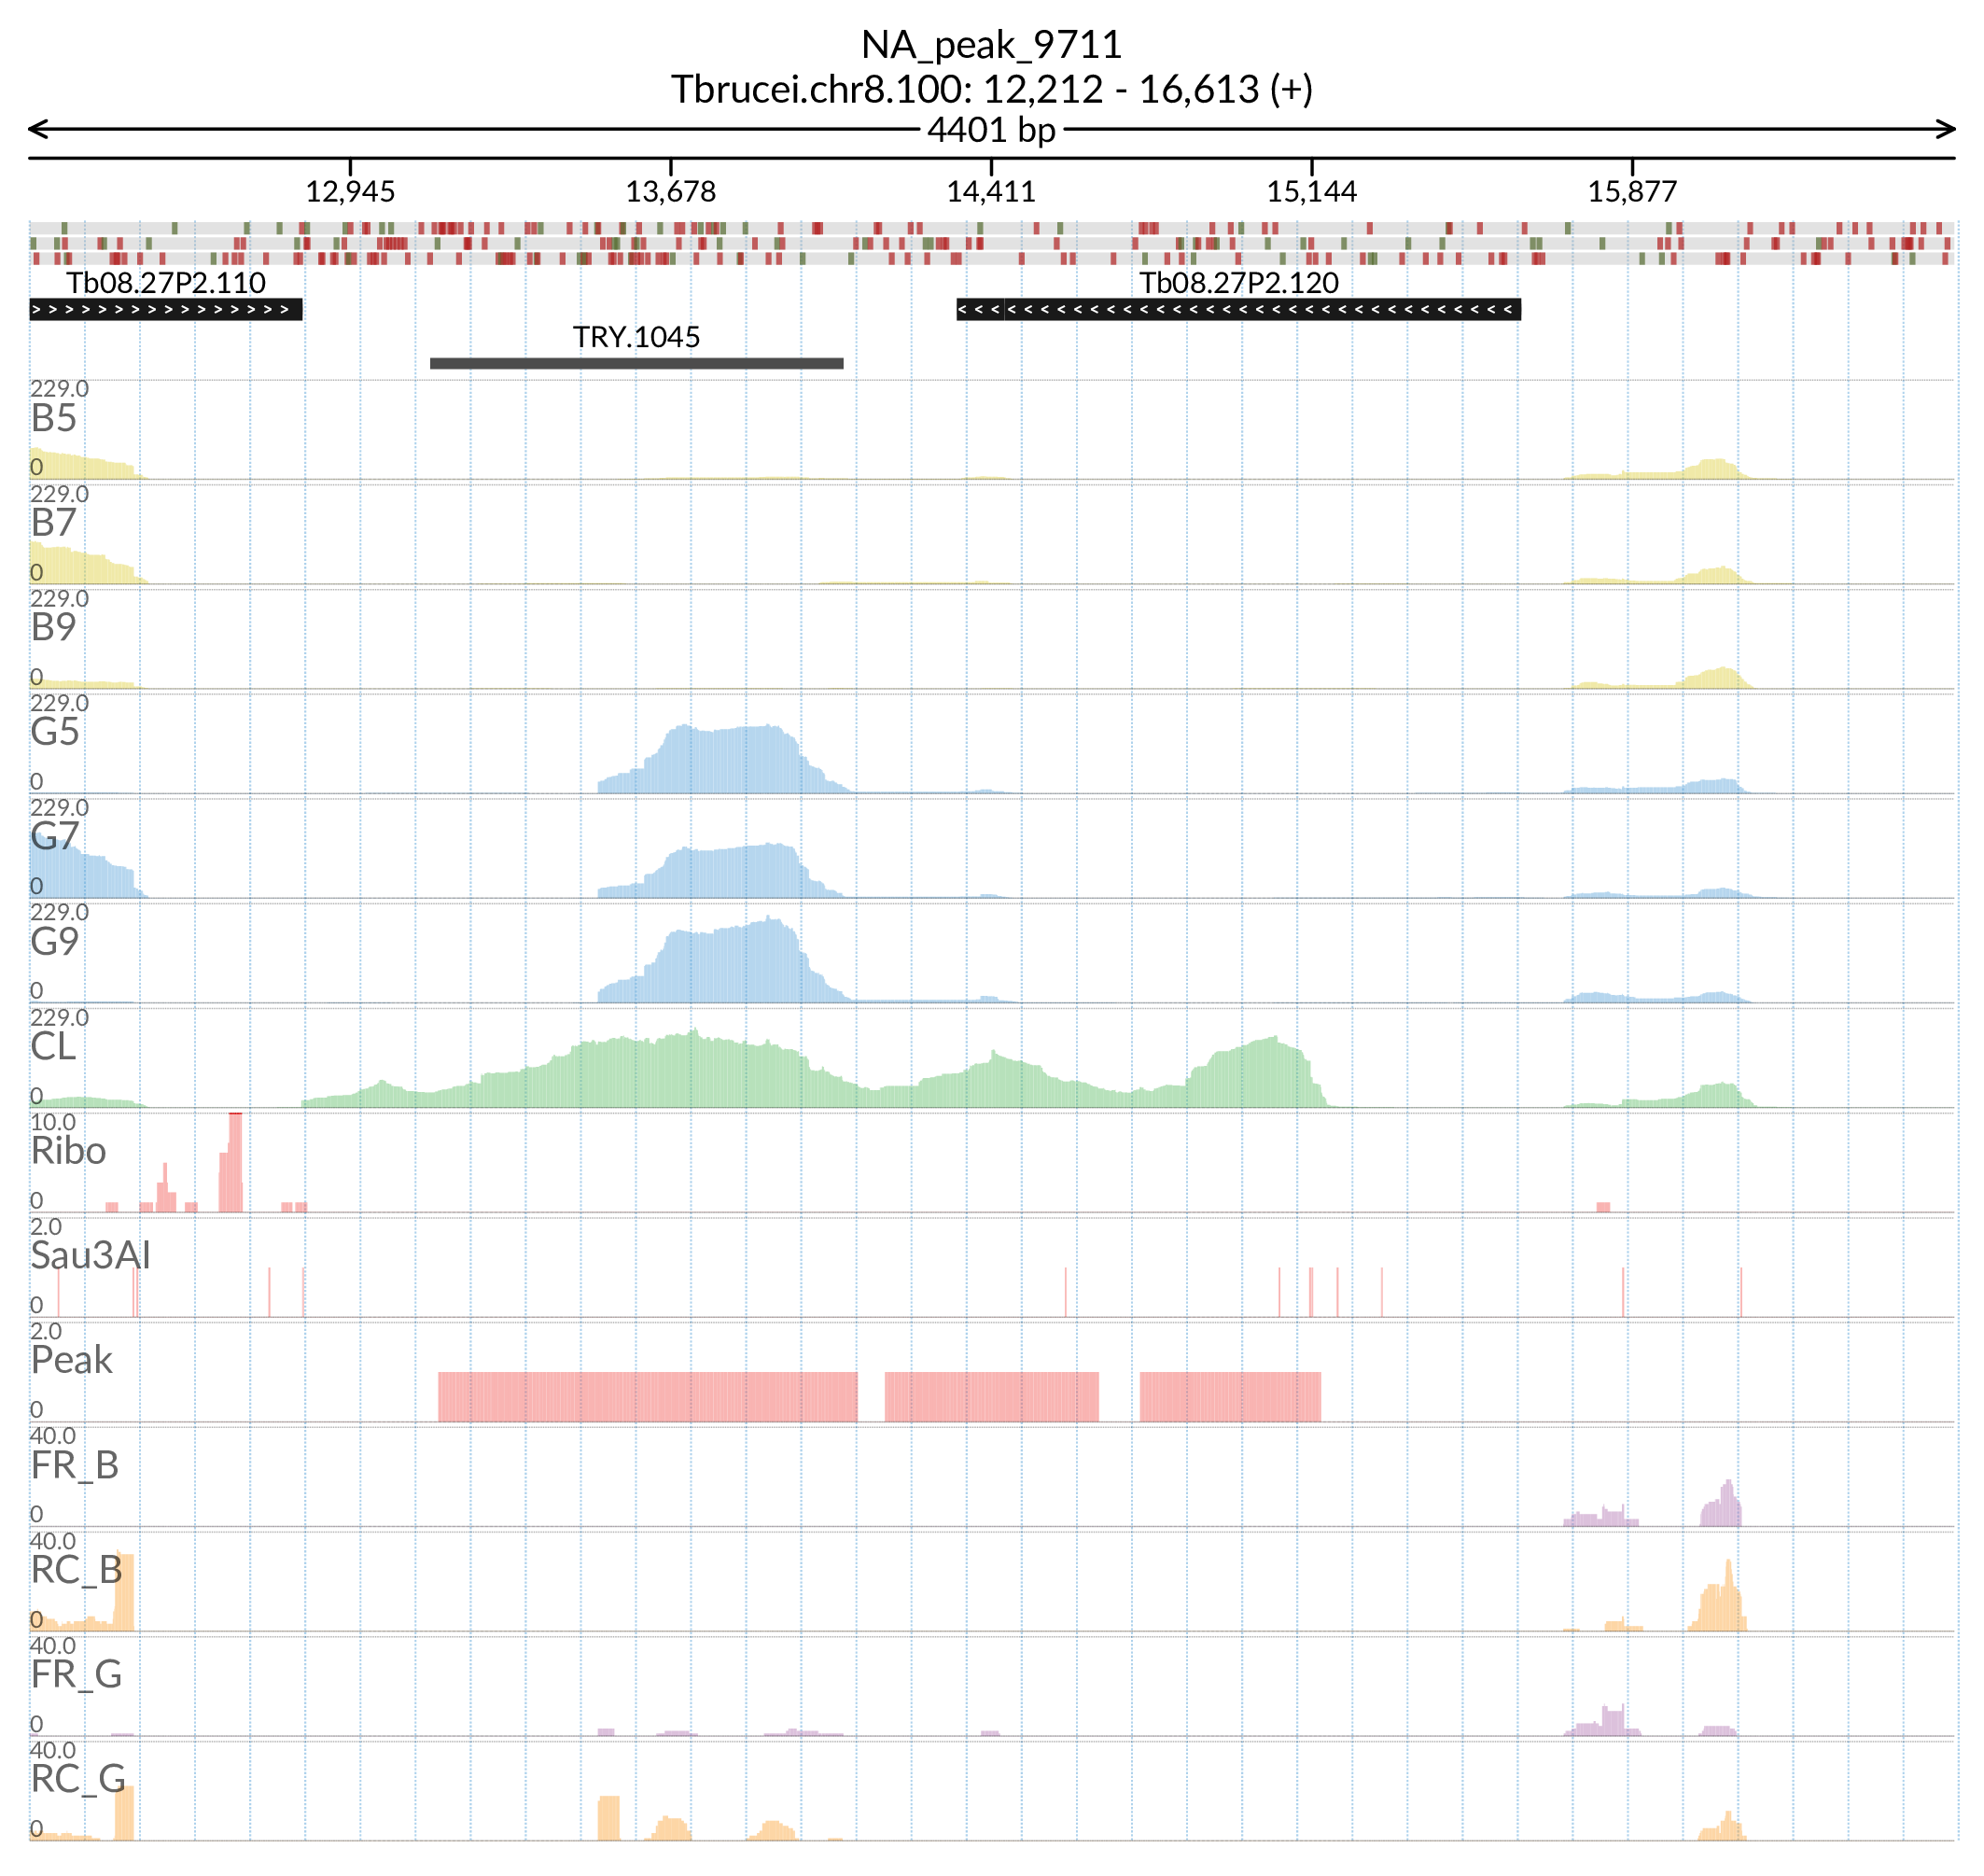 NA_peak_9711
Tbrucei.chr8.100: 12,212 - 16,613 (+)
4401 bp
12,945 13,678 14,411 15,144 15,877
Tb08.27P2.110 Tb08.27P2.120
TRY.1045
229.0
B5
0
229.0
B7
0
229.0
B9
0
229.0
G5
0
229.0
G7
0
229.0
G9
0
229.0
CL
0
10.0
Ribo
0
2.0
Sau3AI
0
2.0
Peak
0
40.0
FR_B
0
40.0
RC_B
0
40.0
FR_G
0
40.0
RC_G
0